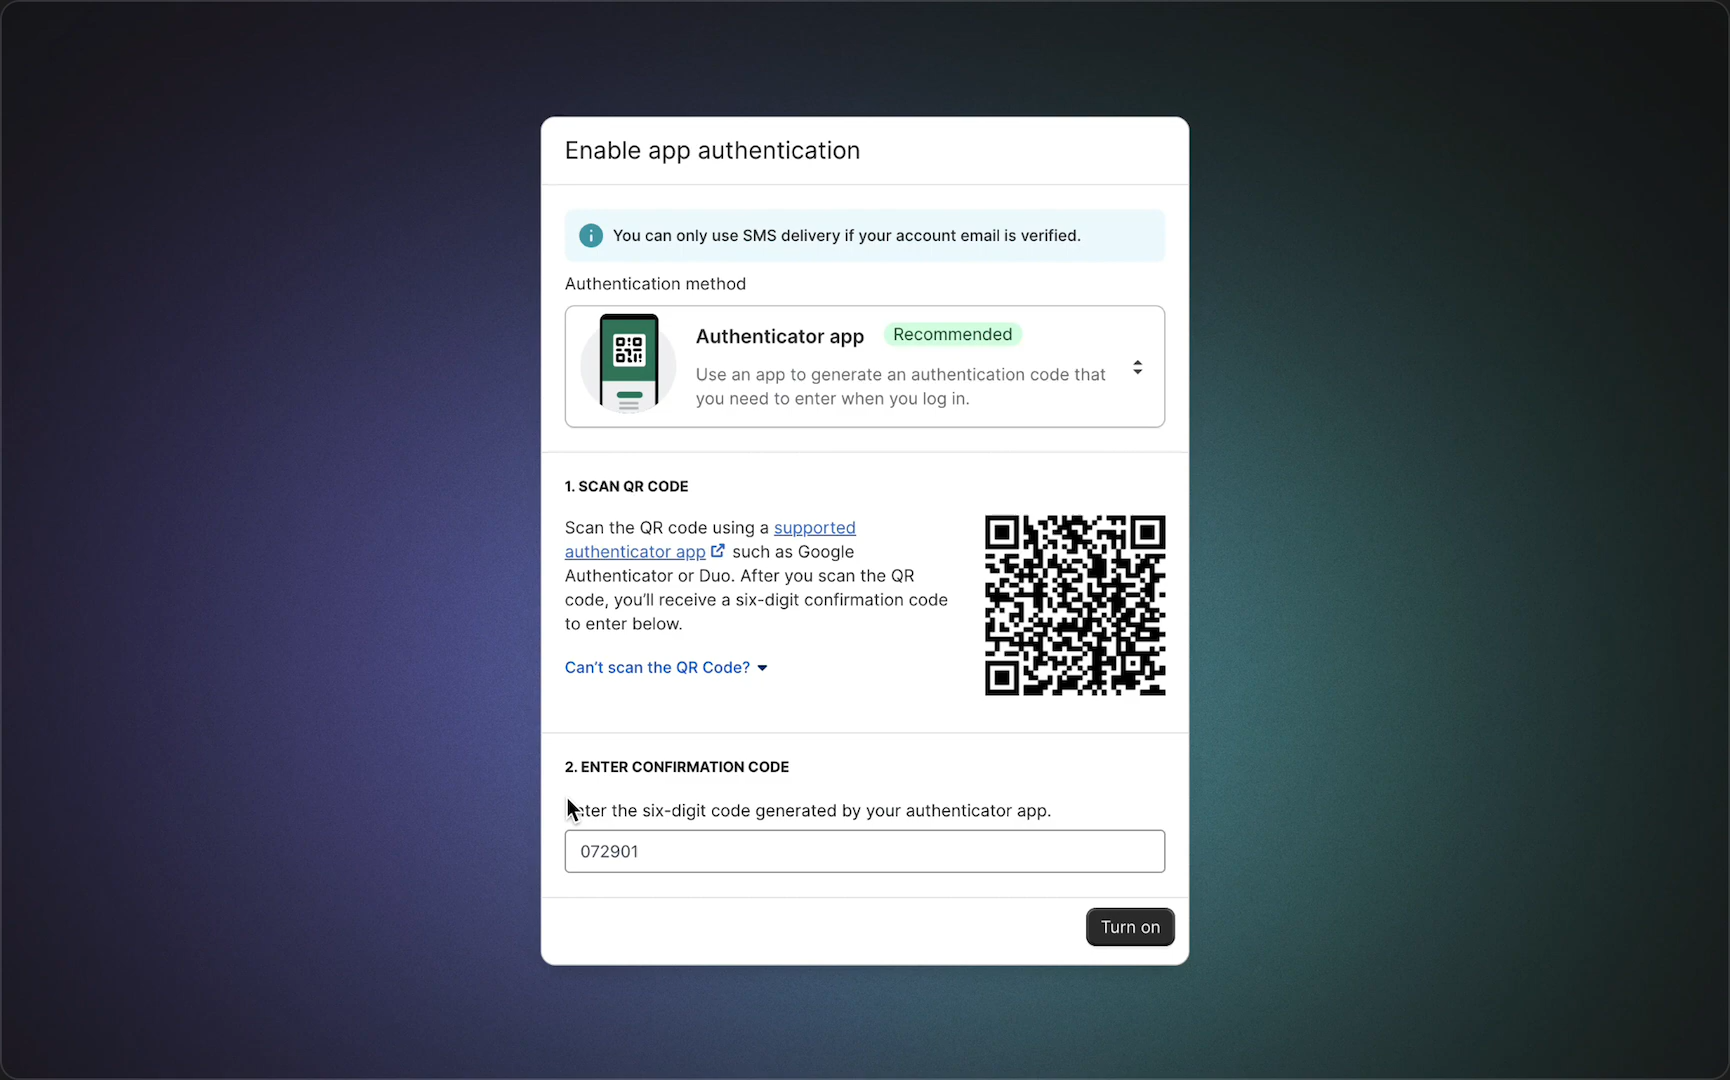 Enable app authentication
You can only use SMS delivery if your account email is verified.
Authentication method
Authenticator app Recommended
Use an app to generate an authentication code that
you need to enter when you log in.
1. SCAN QR CODE
Scan the QR code using a supported
authenticator app such as Google
Authenticator or Duo. After you scan the QR
code, you’ll receive a six-digit confirmation code
to enter below.
Can’t scan the QR Code?
2. ENTER CONFIRMATION CODE
Enter the six-digit code generated by your authenticator app.
072901
Turn on